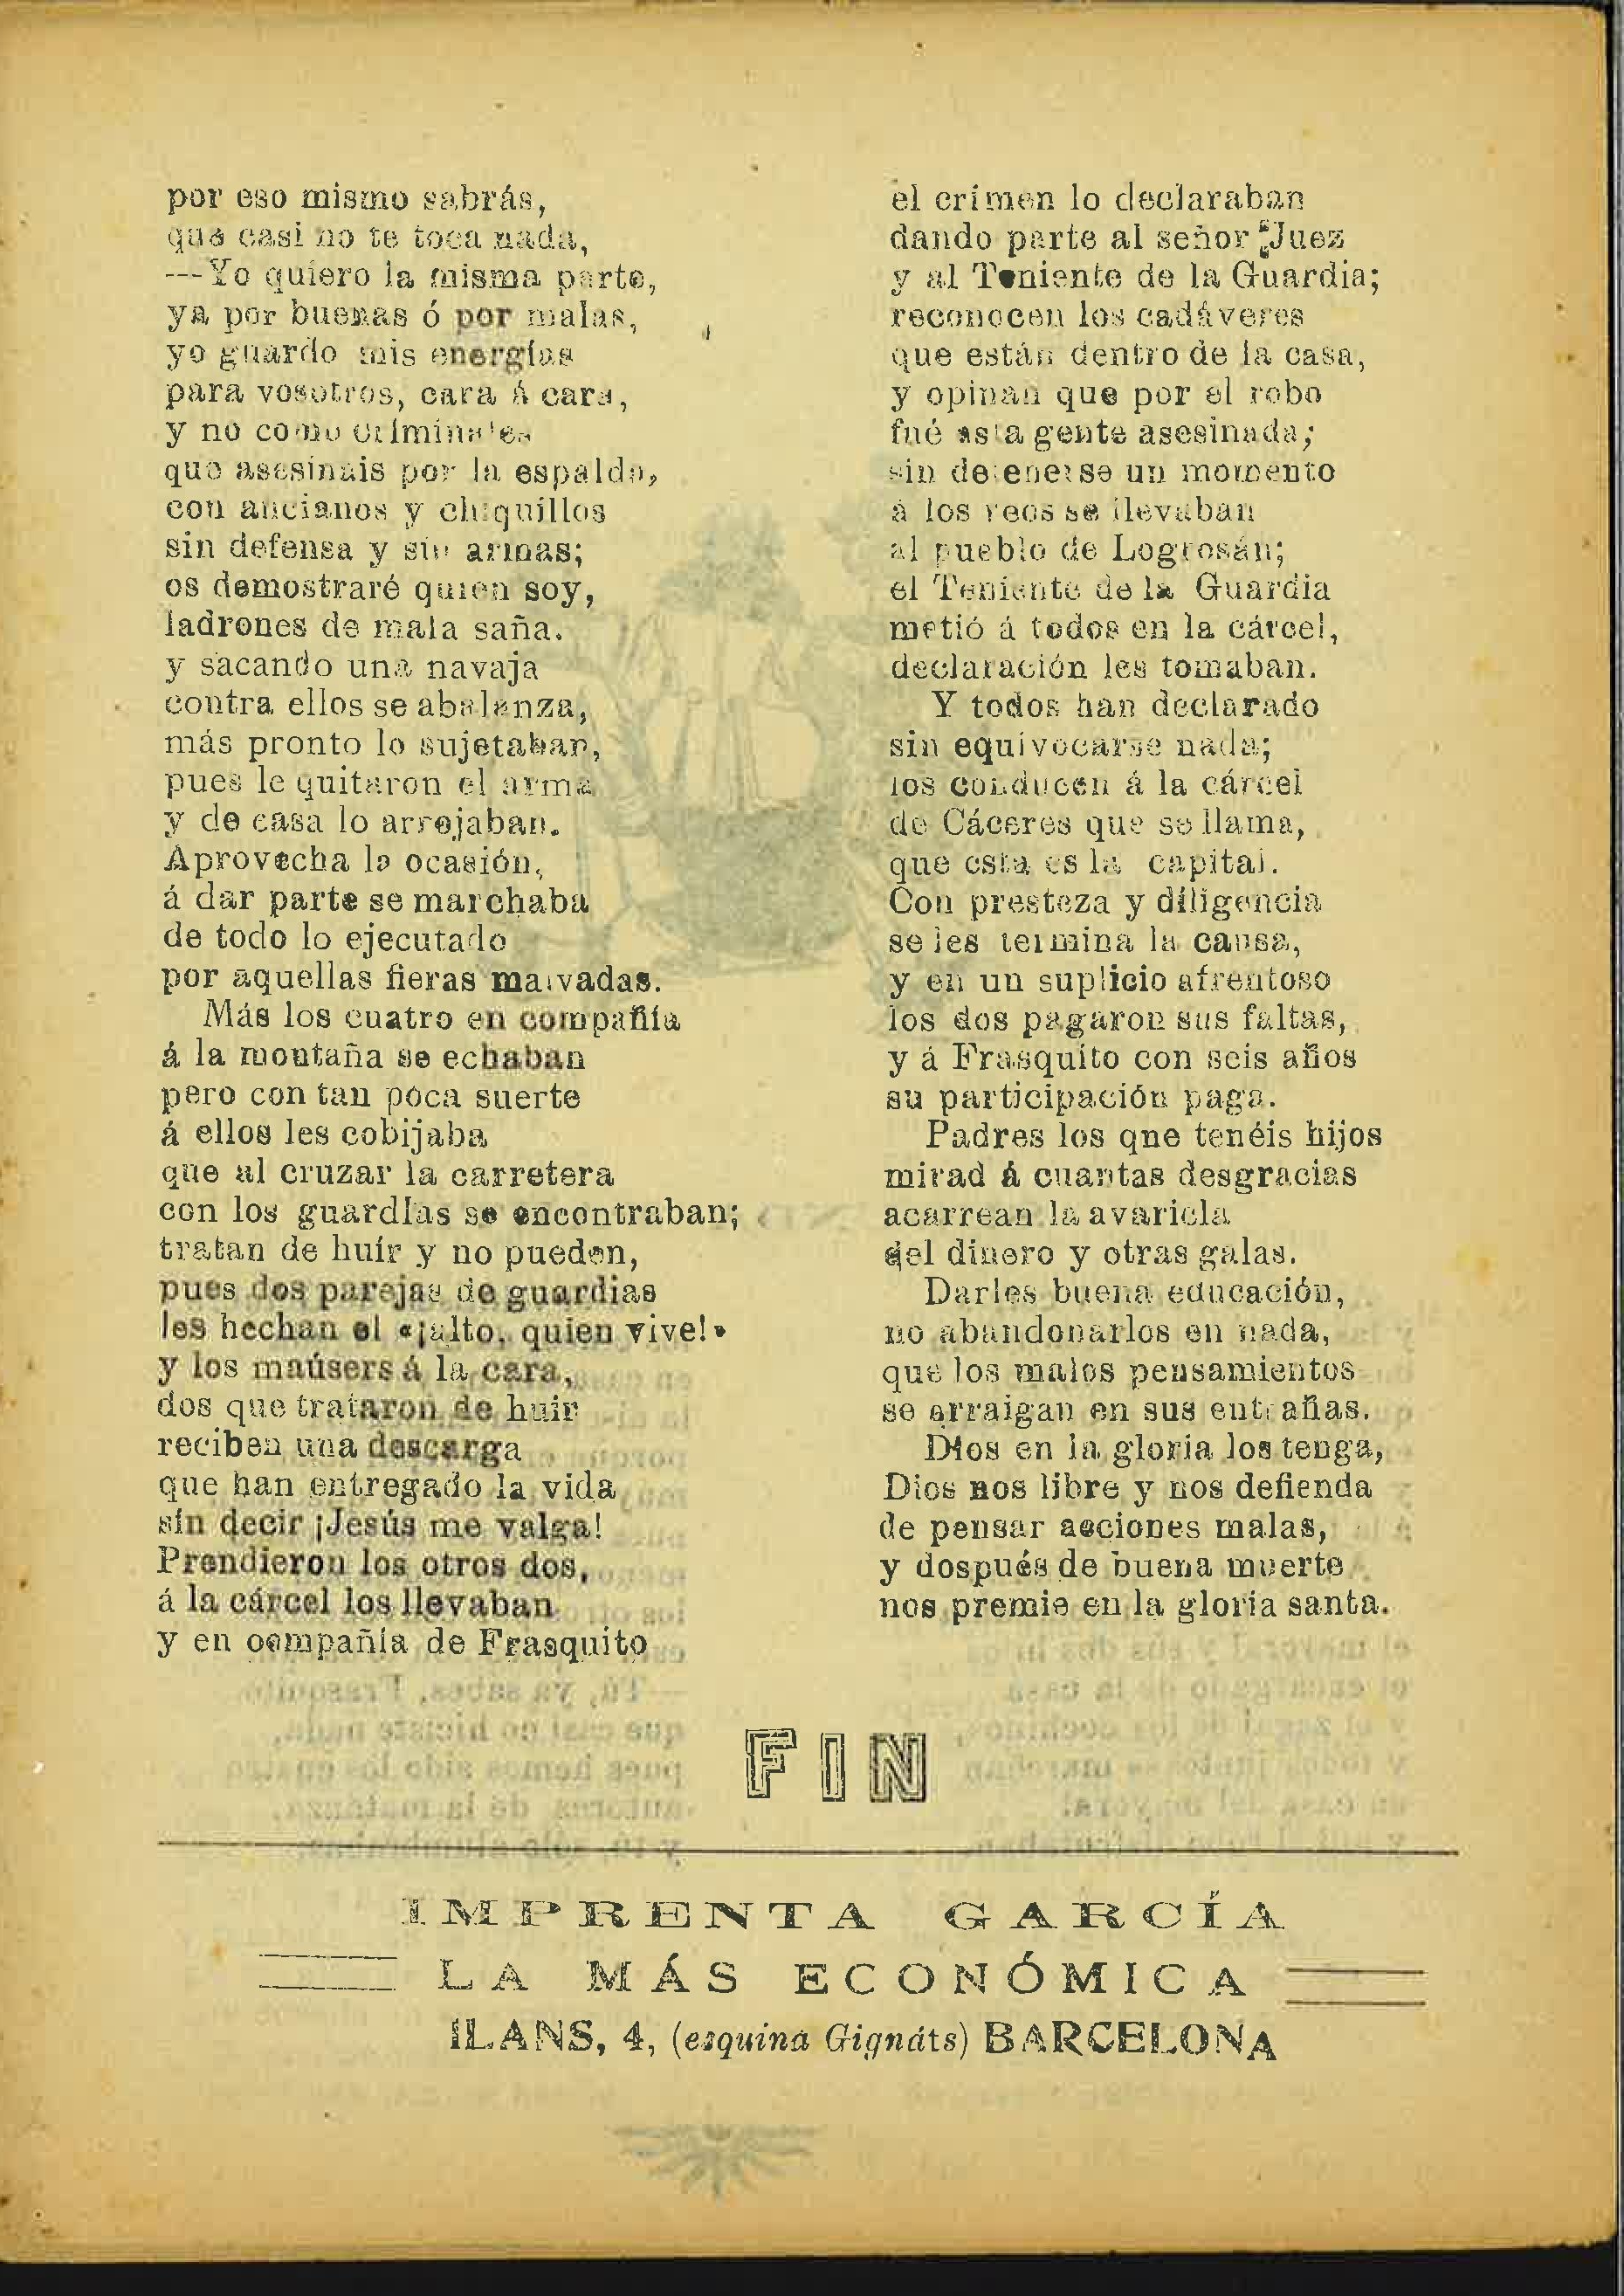 por eso mismo sabrás,
que casi no te toca nada,
---Yo quiero la misma parte,
ya por buenas ó por malas,
yo guardo mis energías
para vosotros, cara á cara,
y no como criminales
que asesinais por la espalda,
con ancianos y chiquillos
sin defensa y sin armas;
os demostraré quien soy,
ladrones de mala saña.
y sacando una navaja
contra ellos se abalanza,
más pronto lo sujetaban,
pues le quitaron el arma
y de casa lo arrojaban.
Aprovecha la ocasión,
á dar parte se marchaba
de todo lo ejecutado
por aquellas fieras malvadas.
Más los cuatro en compañía
á la montaña se echaban
pero con tan poca suerte
á ellos les cobijaba
que al cruzar la carretera
con los guardias se encontraban;
tratan de huír y no pueden,
pues dos parejas de guardias
les hechan el «¡alto, quien vive!»
y los maúsers á la cara,
dos que trataron de huir
reciben una descarga
que han entregado la vida
sín decir ¡Jesús me valga!
Prendieron los otros dos,
á la cárcel los llevaban
y en compañía de Frasquito
el crímen lo declaraban
dando parte al señor Juez
y al Teniente de la Guardia;
reconocen los cadáveres
que están dentro de la casa,
y opinan que por el robo
fué esta gente asesinada;
sin detenerse un momento
á los reos se llevaban
al pueblo de Logrosán;
el Teniente de la Guardia
metió á todos en la cárcel,
declaración les tomaban.
Y todos han declarado
sin equivocarse nada;
los conducen á la cárcel
de Cáceres que se llama,
que esta es la capital.
Con presteza y diligencia
se les termina la causa,
y en un suplicio afrentoso
los dos pagaron sus faltas,
y á Frasquito con seis años
su participación paga.
Padres los qne tenéis hijos
mirad á cuantas desgracias
acarrean la avaricia
del dinero y otras galas.
Darles buena educación,
no abandonarlos en nada,
que los malos pensamientos
se arraigan en sus entrañas.
Dios en la gloria los tenga,
Dios nos libre y nos defienda
de pensar acciones malas,
y después de buena muerte
nos premie en la gloria santa.
FIN
IMPRENTA GARCÍA
LA MÁS ECONÓMICA
ILANS, 4, (esquina Gignáts) BARCELONA